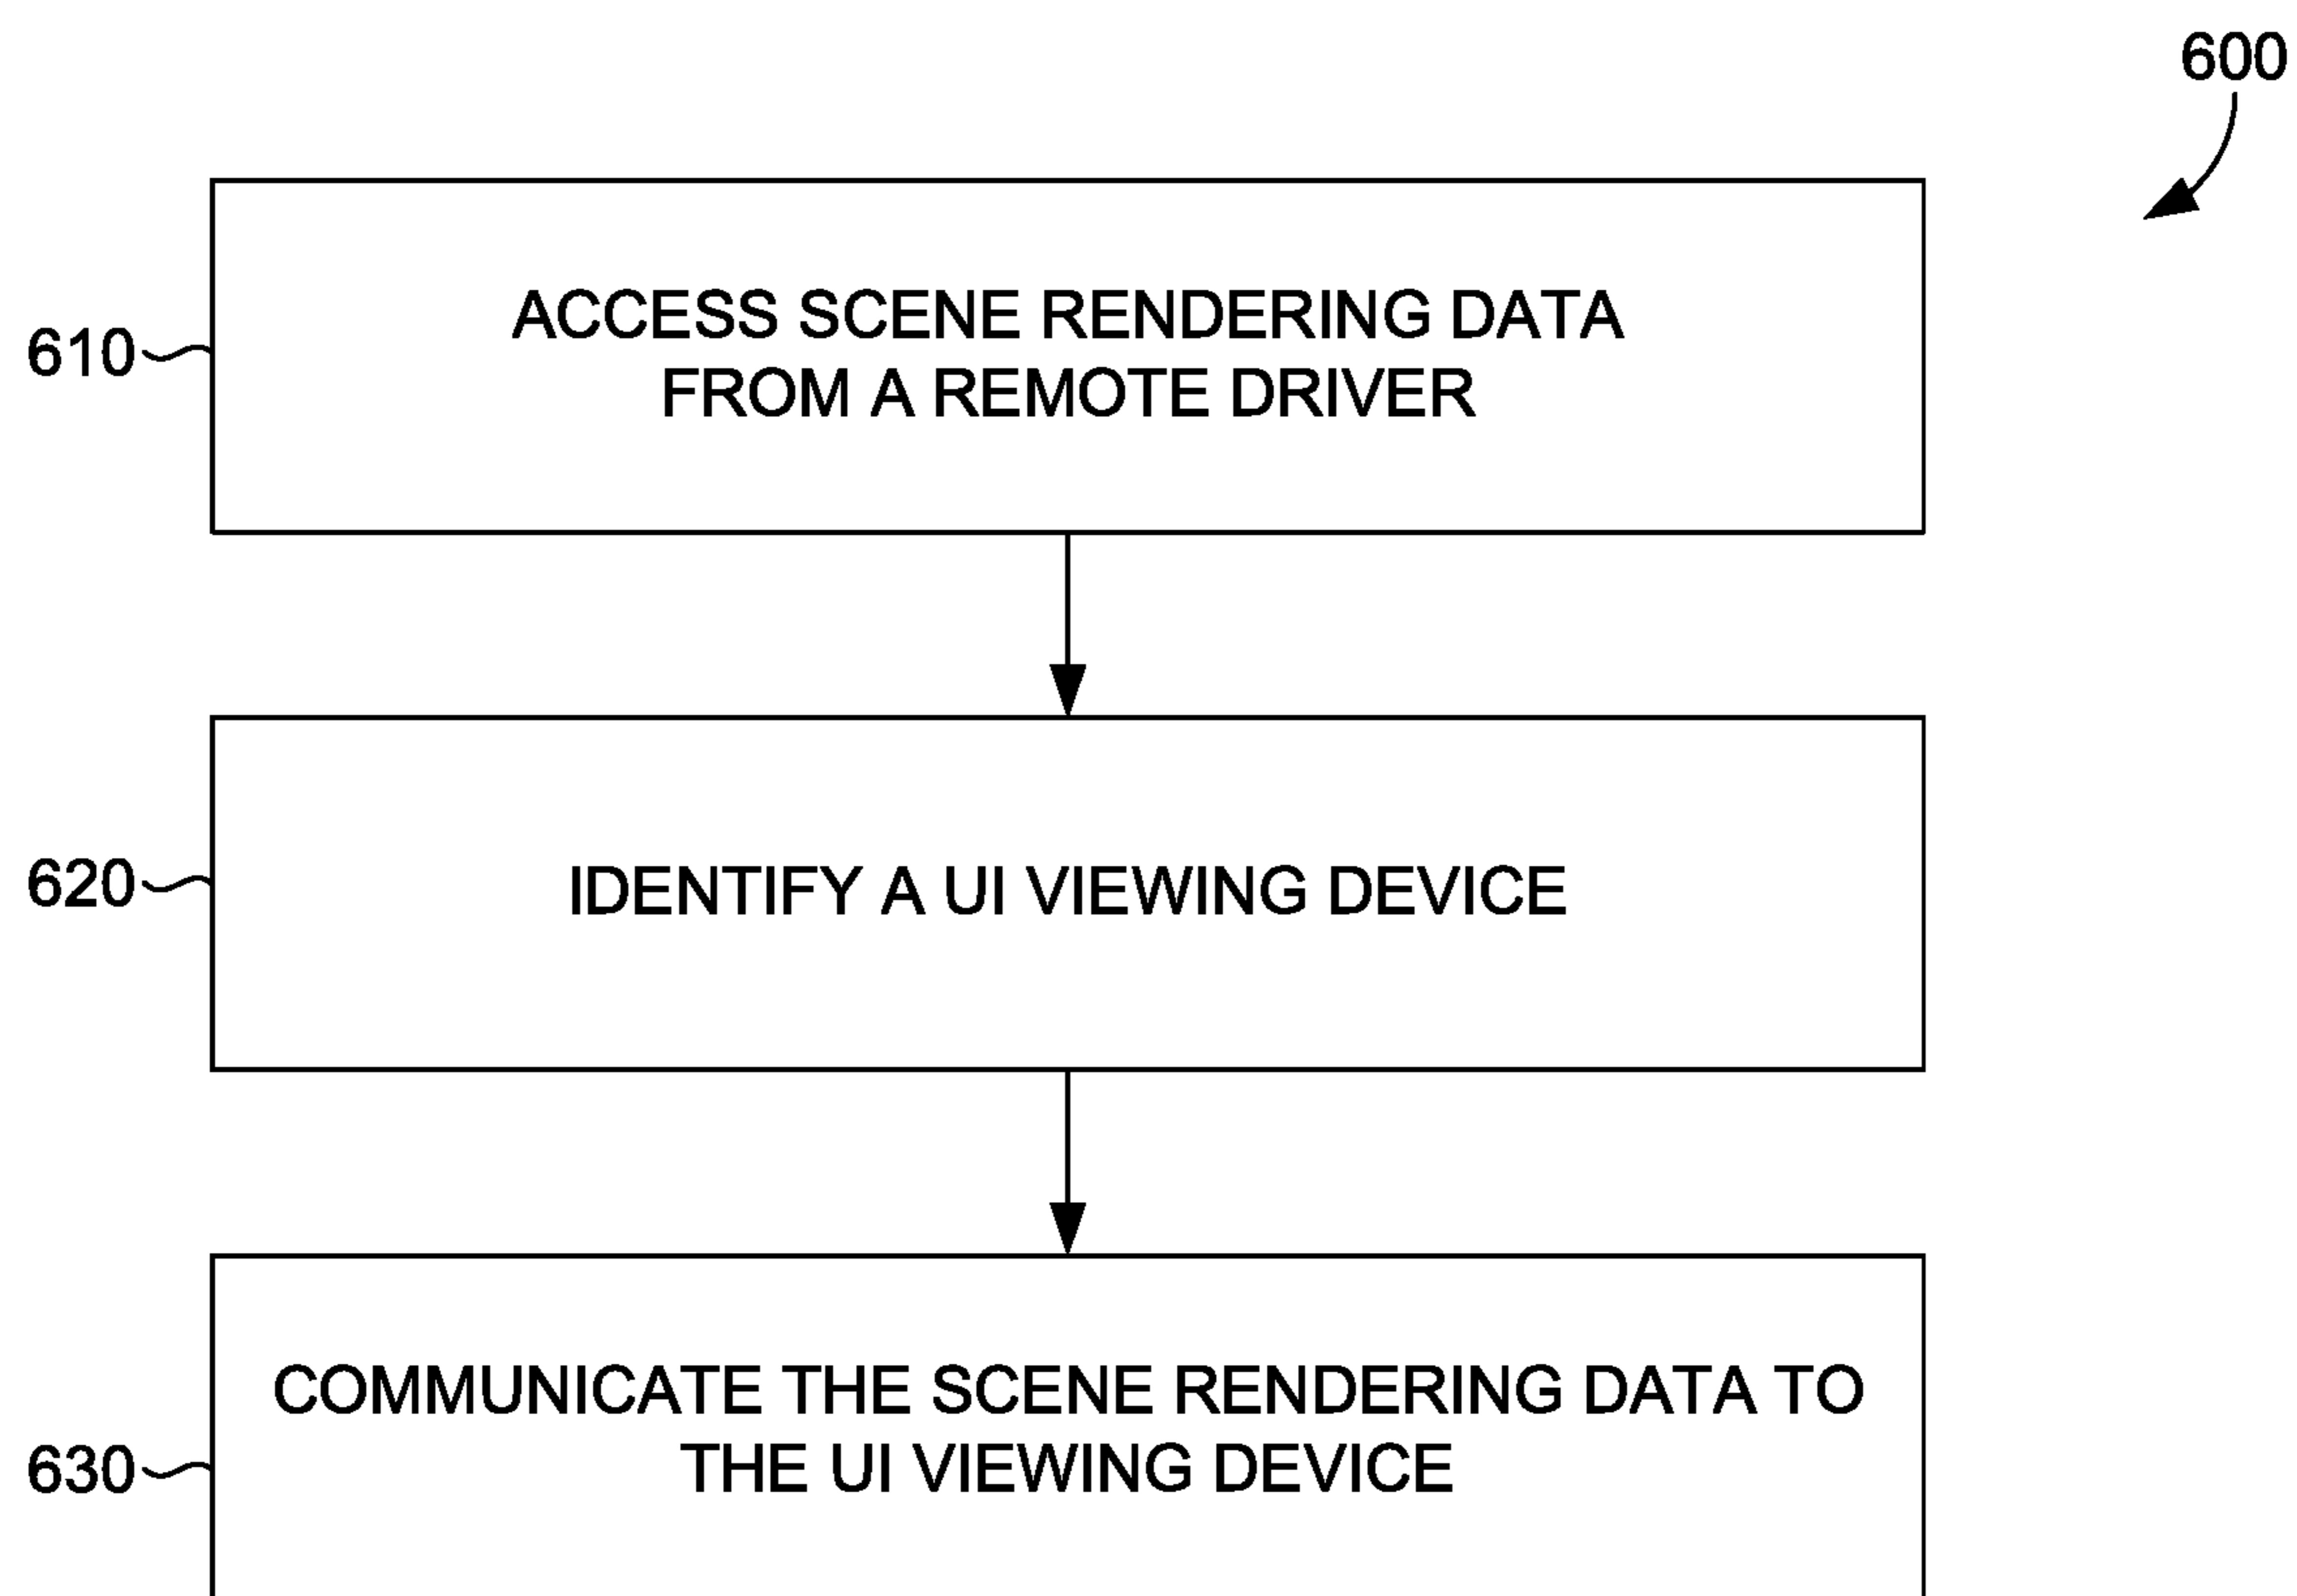 600
610
ACCESS SCENE RENDERING DATA
FROM A REMOTE DRIVER
620
IDENTIFY A UI VIEWING DEVICE
630
COMMUNICATE THE SCENE RENDERING DATA TO
THE UI VIEWING DEVICE